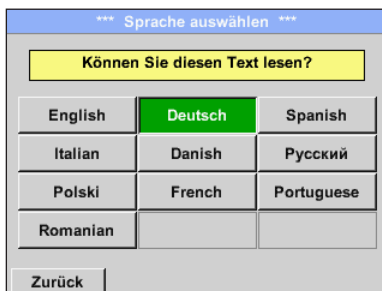 *** Sprache auswählen ***
Können Sie diesen Text lesen?
English Deutsch Spanish
Italian Danish Русский
Polski French Portuguese
Romanian
Zurück